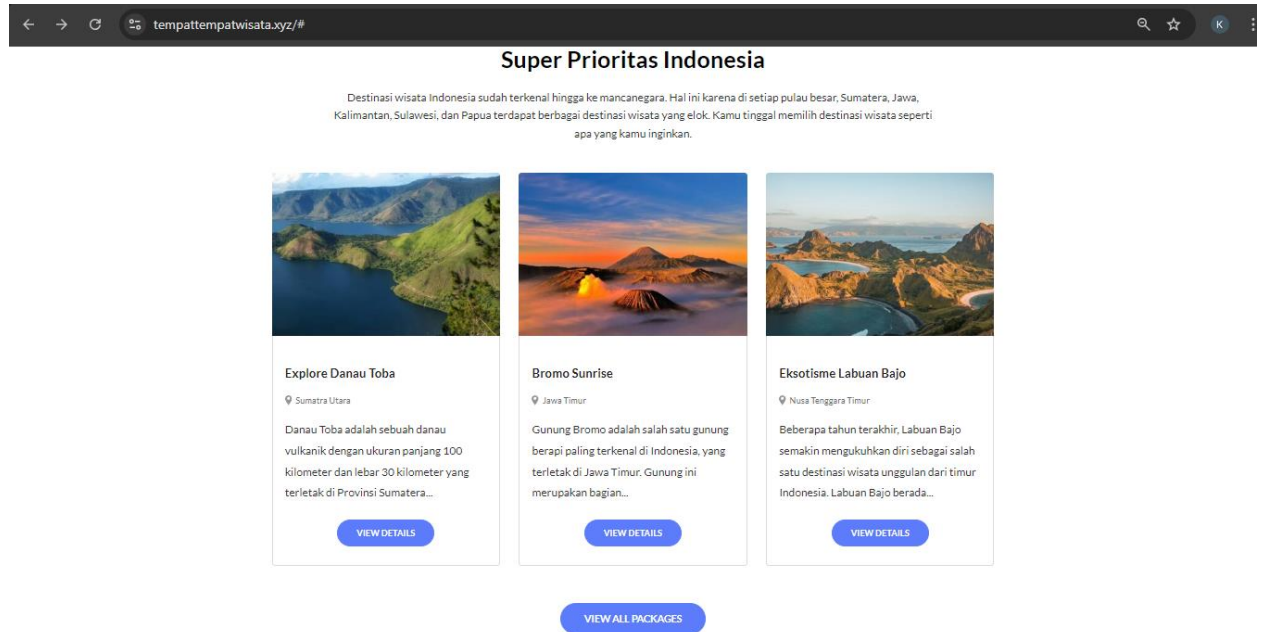 tempattempatwisata.xyz/#
K
Super Prioritas Indonesia
Destinasi wisata Indonesia sudah terkenal hingga ke mancanegara. Hal ini karena di setiap pulau besar, Sumatera, Jawa,
Kalimantan, Sulawesi, dan Papua terdapat berbagai destinasi wisata yang elok. Kamu tinggal memilih destinasi wisata seperti
apa yang kamu inginkan.
Explore Danau Toba
Sumatra Utara
Danau Toba adalah sebuah danau
vulkanik dengan ukuran panjang 100
kilometer dan lebar 30 kilometer yang
terletak di Provinsi Sumatera...
VIEW DETAILS
Bromo Sunrise
Jawa Timur
Gunung Bromo adalah salah satu gunung
berapi paling terkenal di Indonesia, yang
terletak di Jawa Timur. Gunung ini
merupakan bagian...
VIEW DETAILS
Eksotisme Labuan Bajo
Nusa Tenggara Timur
Beberapa tahun terakhir, Labuan Bajo
semakin mengukuhkan diri sebagai salah
satu destinasi wisata unggulan dari timur
Indonesia. Labuan Bajo berada...
VIEW DETAILS
VIEW ALL PACKAGES